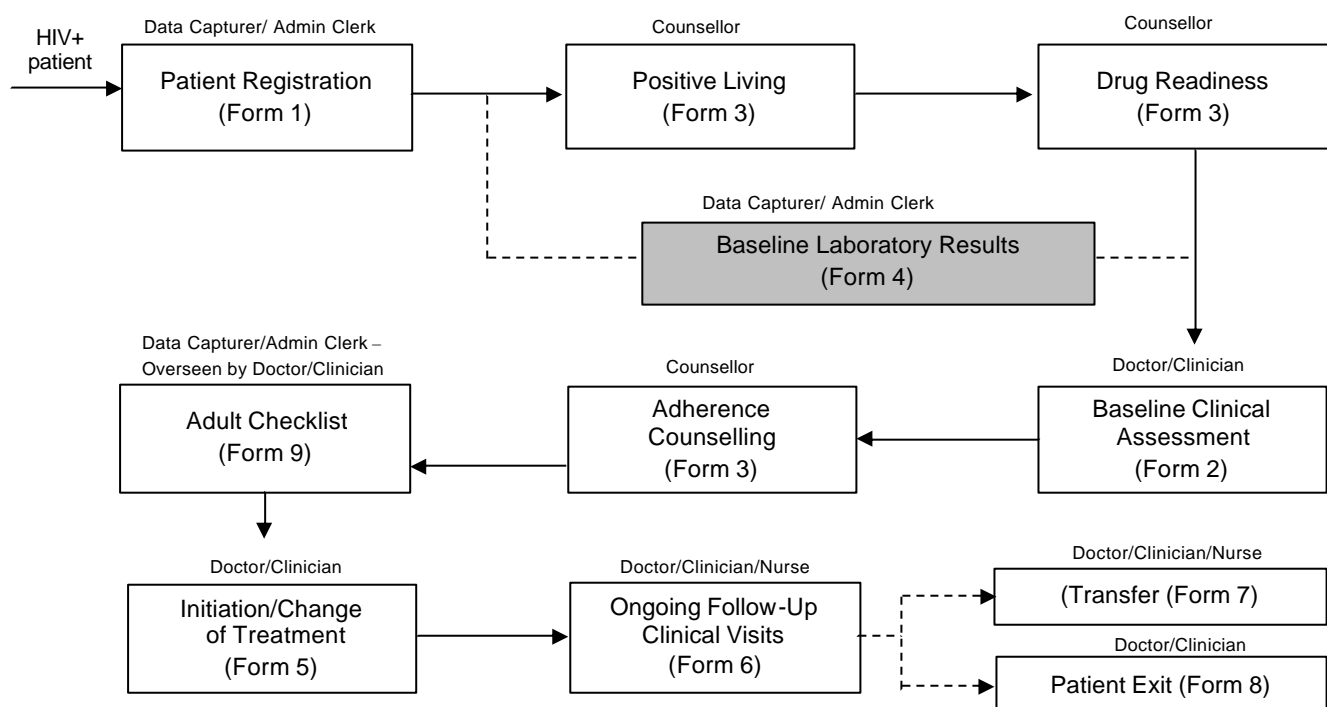 Data Capturer/ Admin Clerk
HIV+
patient
Patient Registration
(Form 1)
Counsellor
Positive Living
(Form 3)
Counsellor
Drug Readiness
(Form 3)
Data Capturer/ Admin Clerk
Baseline Laboratory Results
(Form 4)
Data Capturer/Admin Clerk –
Overseen by Doctor/Clinician
Adult Checklist
(Form 9)
Counsellor
Adherence
Counselling
(Form 3)
Doctor/Clinician
Baseline Clinical
Assessment
(Form 2)
Doctor/Clinician
Initiation/Change
of Treatment
(Form 5)
Doctor/Clinician/Nurse
Ongoing Follow-Up
Clinical Visits
(Form 6)
Doctor/Clinician/Nurse
(Transfer (Form 7)
Doctor/Clinician
Patient Exit (Form 8)